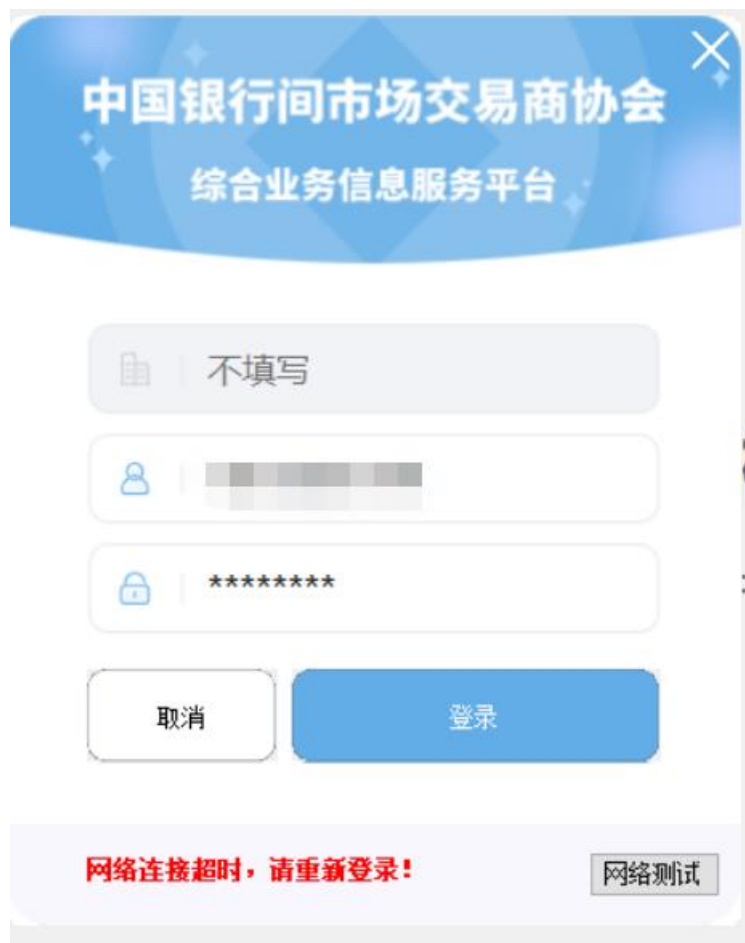 中国银行间市场交易商协会
综合业务信息服务平台
不填写
********
取消
登录
网络连接超时，请重新登录！
网络测试